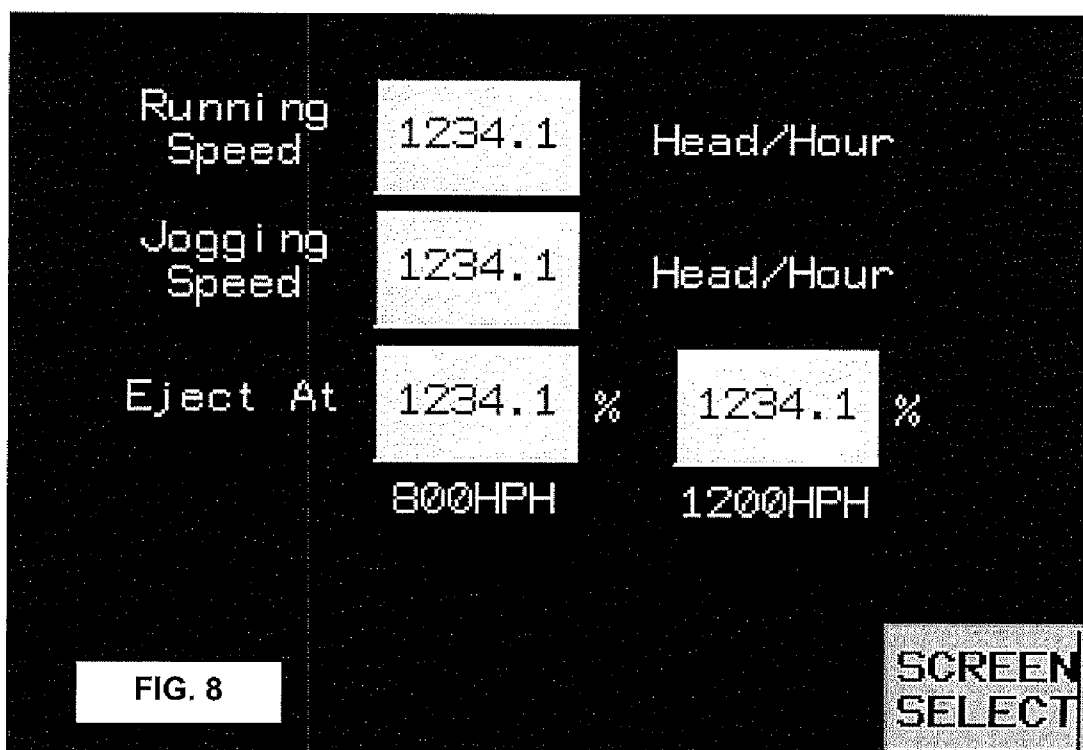 Running
Speed 1234.1 Head/Hour
Jogging
Speed 1234.1 Head/Hour
Eject At 1234.1 % 1234.1 %
800HPH 1200HPH
FIG. 8
SCREEN
SELECT